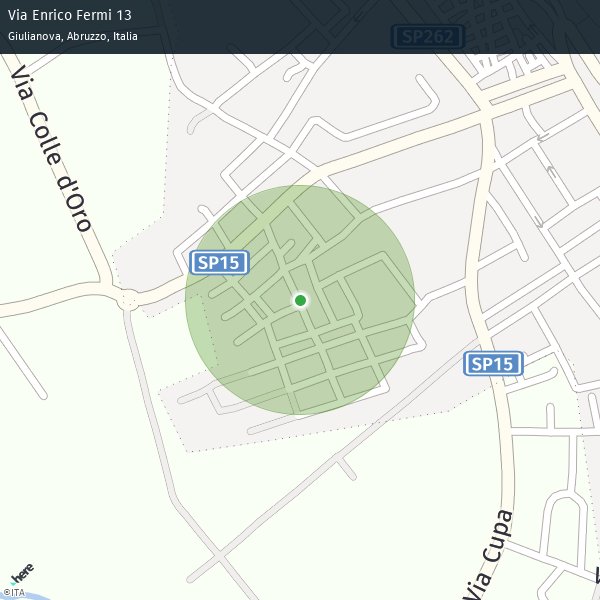 Via Enrico Fermi 13
Giulianova, Abruzzo, Italia
SP262
Via Colle d'Oro
SP15
SP15
Via Cupa
here
©ITA